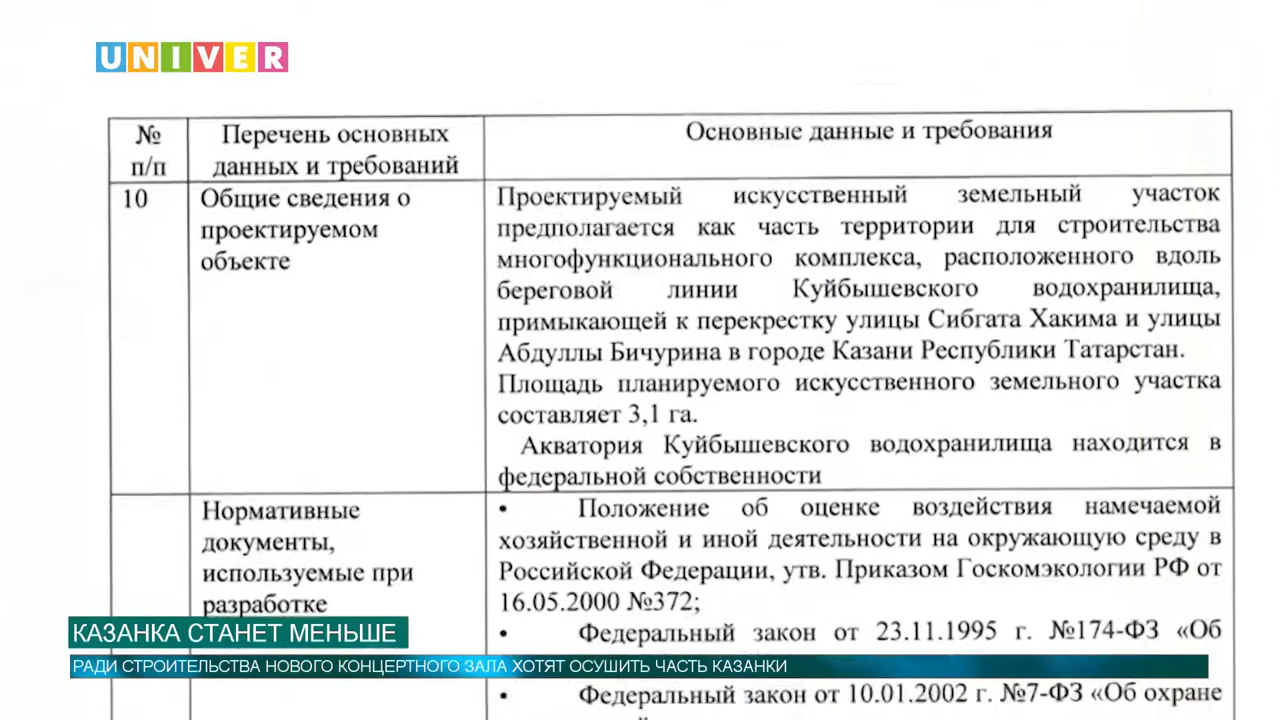 UNIVER
№
п/п
Перечень основных
данных и требований
Основные данные и требования
10
Общие сведения о
проектируемом
объекте
Проектируемый искусственный земельный участок
предполагается как часть территории для строительства
многофункционального комплекса, расположенного вдоль
береговой линии Куйбышевского водохранилища,
примыкающей к перекрестку улицы Сибгата Хакима и улицы
Абдуллы Бичурина в городе Казани Республики Татарстан.
Площадь планируемого искусственного земельного участка
составляет 3,1 га.
Акватория Куйбышевского водохранилища находится в
федеральной собственности
Нормативные
документы,
используемые при
разработке
• Положение об оценке воздействия намечаемой
хозяйственной и иной деятельности на окружающую среду в
Российской Федерации, утв. Приказом Госкомэкологии РФ от
16.05.2000 №372;
• Федеральный закон от 23.11.1995 г. №174-ФЗ «Об
• Федеральный закон от 10.01.2002 г. №7-ФЗ «Об охране
КАЗАНКА СТАНЕТ МЕНЬШЕ
РАДИ СТРОИТЕЛЬСТВА НОВОГО КОНЦЕРТНОГО ЗАЛА ХОТЯТ ОСУШИТЬ ЧАСТЬ КАЗАНКИ